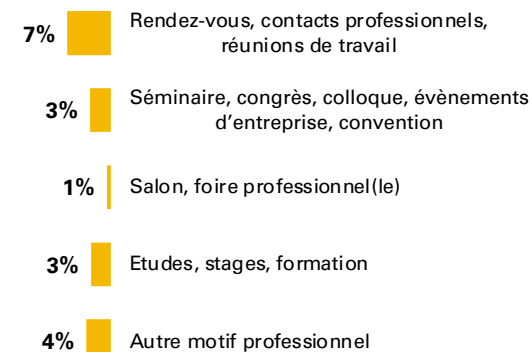 7%
Rendez-vous, contacts professionnels,
réunions de travail
3%
Séminaire, congrès, colloque, évènements
d'entreprise, convention
1%
Salon, foire professionnel(le)
3%
Etudes, stages, formation
4%
Autre motif professionnel